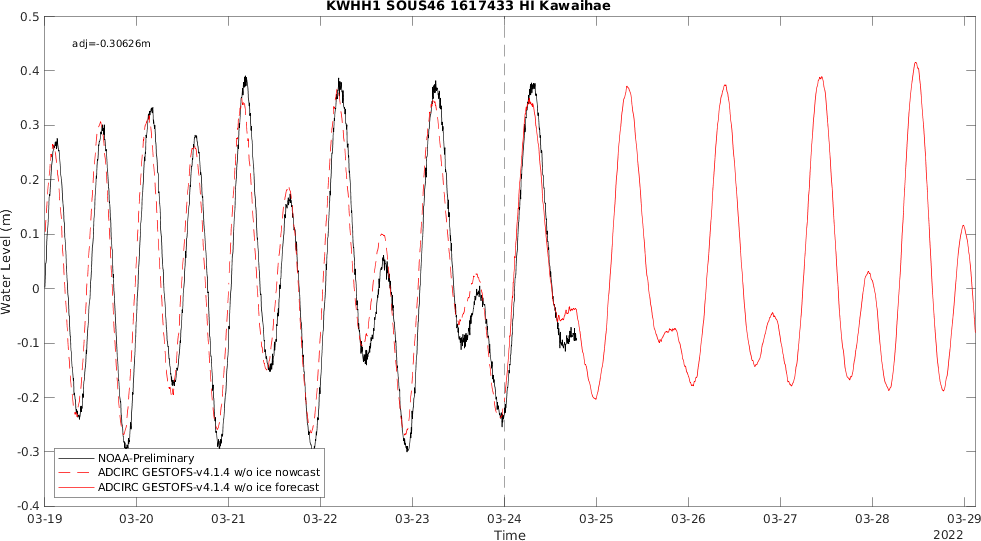 KWHH1 SOUS46 1617433 HI Kawaihae
adj=-0.30626m
0.5
0.4
0.3
0.2
0.1
0
-0.1
-0.2
-0.3
-0.4
Water Level (m)
NOAA-Preliminary
ADCIRC GESTOFS-v4.1.4 w/o ice nowcast
ADCIRC GESTOFS-v4.1.4 w/o ice forecast
03-19 03-20 03-21 03-22 03-23 03-24 03-25 03-26 03-27 03-28 03-29
Time
2022